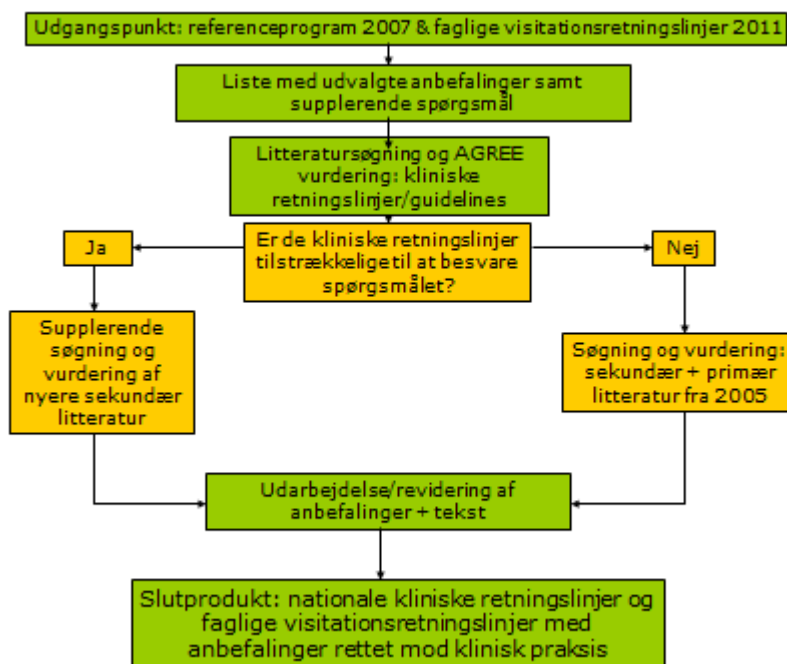 Udgangspunkt: referenceprogram 2007 & faglige visitationsretningslinjer 2011
Liste med udvalgte anbefalinger samt
supplerende spørgsmål
Litteratursøgning og AGREE
vurdering: kliniske
retningslinjer/guidelines
Er de kliniske retningslinjer
tilstrækkelige til at besvare
spørgsmålet?
Ja
Nej
Supplerende
søgning og
vurdering af
nyere sekundær
litteratur
Søgning og vurdering:
sekundær + primær
litteratur fra 2005
Udarbejdelse/revidering af
anbefalinger + tekst
Slutprodukt: nationale kliniske retningslinjer og
faglige visitationsretningslinjer med
anbefalinger rettet mod klinisk praksis